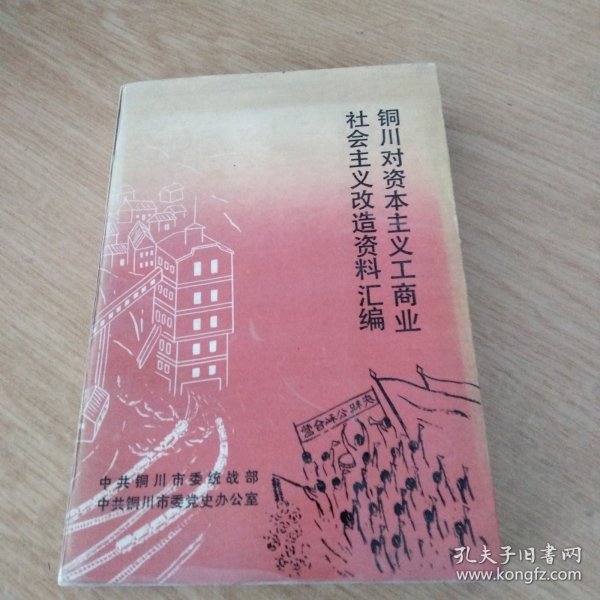 铜川对资本主义工商业
社会主义改造资料汇编
中共铜川市委统战部
中共铜川市委党史办公室
孔夫子旧书网
www.kongfz.com